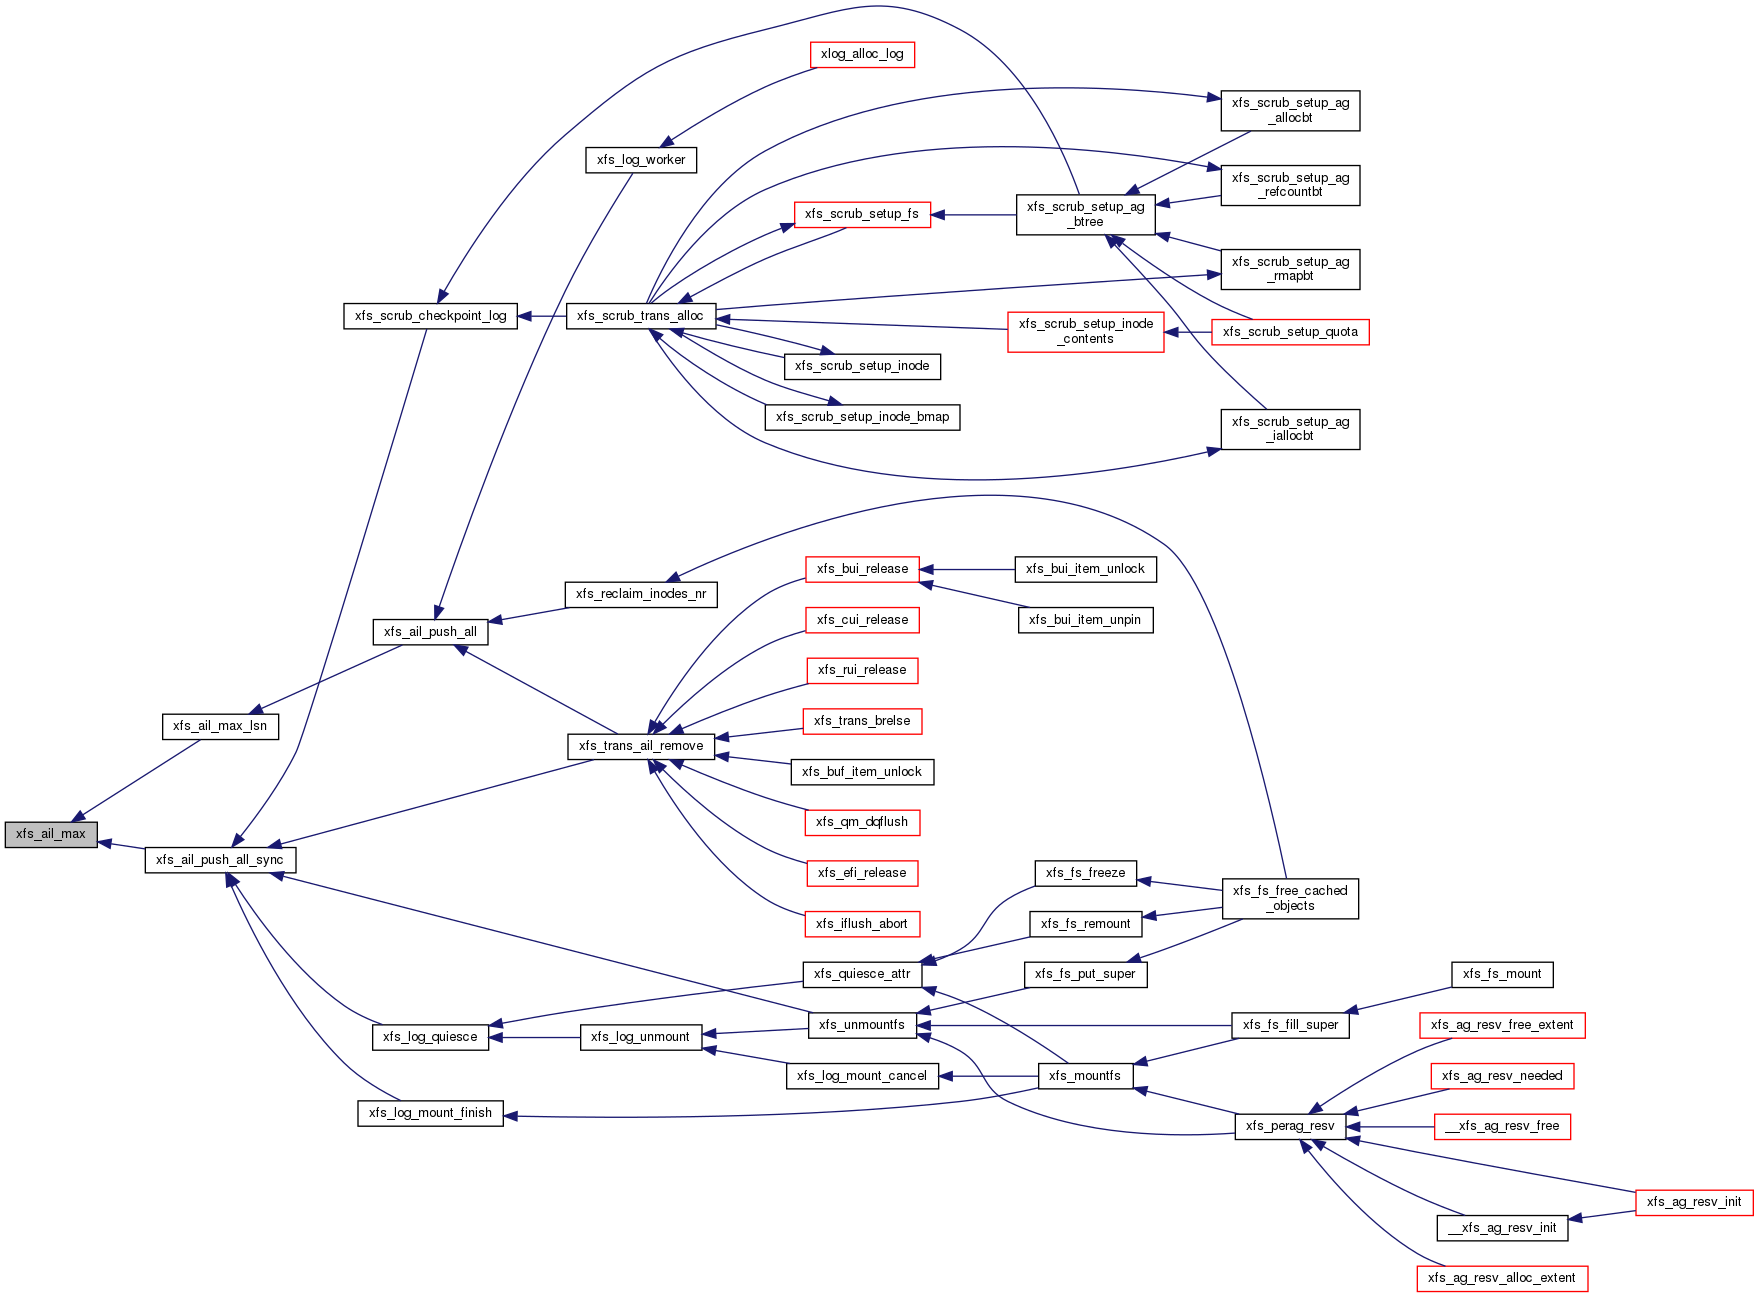 xlog_alloc_log
xfs_scrub_setup_ag
_allocbt
xfs_log_worker
xfs_scrub_setup_ag
_refcountbt
xfs_scrub_setup_fs
xfs_scrub_setup_ag
_btree
xfs_scrub_setup_ag
_rmapbt
xfs_scrub_checkpoint_log
xfs_scrub_trans_alloc
xfs_scrub_setup_inode
_contents
xfs_scrub_setup_quota
xfs_scrub_setup_inode
xfs_scrub_setup_inode_bmap
xfs_scrub_setup_ag
_iallocbt
xfs_bui_release
xfs_bui_item_unlock
xfs_reclaim_inodes_nr
xfs_cui_release
xfs_bui_item_unpin
xfs_ail_push_all
xfs_rui_release
xfs_ail_max_lsn
xfs_trans_brelse
xfs_trans_ail_remove
xfs_buf_item_unlock
xfs_qm_dqflush
xfs_ail_max
xfs_ail_push_all_sync
xfs_efi_release
xfs_fs_freeze
xfs_fs_free_cached
_objects
xfs_iflush_abort
xfs_fs_remount
xfs_quiesce_attr
xfs_fs_put_super
xfs_fs_mount
xfs_log_quiesce
xfs_log_unmount
xfs_unmountfs
xfs_fs_fill_super
xfs_ag_resv_free_extent
xfs_log_mount_cancel
xfs_mountfs
xfs_ag_resv_needed
xfs_log_mount_finish
xfs_perag_resv
__xfs_ag_resv_free
xfs_ag_resv_init
__xfs_ag_resv_init
xfs_ag_resv_alloc_extent